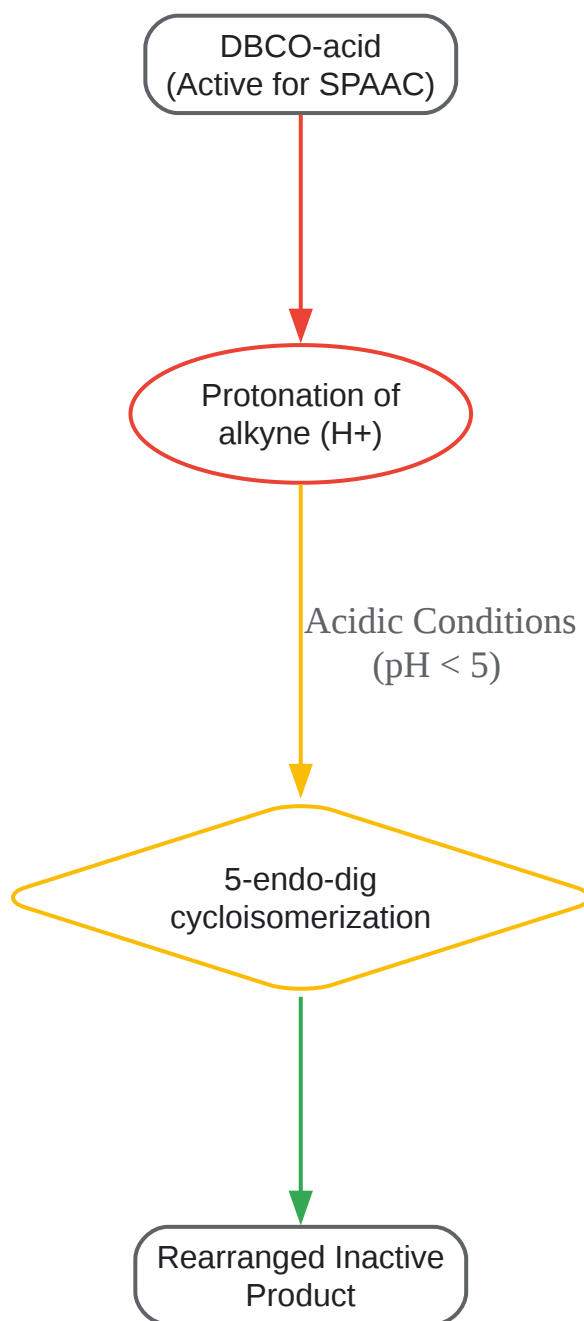 DBCO-acid
(Active for SPAAC)
Protonation of
alkyne (H+)
Acidic Conditions
(pH < 5)
5-endo-dig
cycloisomerization
Rearranged Inactive
Product